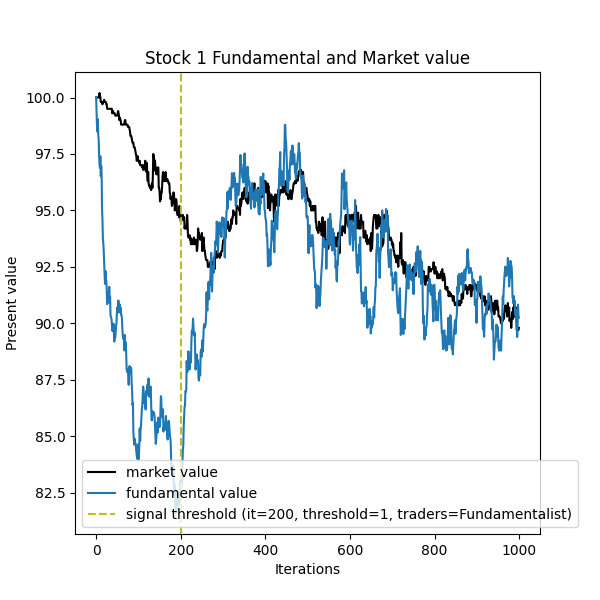 Stock 1 Fundamental and Market value
100.0
97.5
95.0
92.5
90.0
87.5
85.0
82.5
Present value
market value
fundamental value
signal threshold (it=200, threshold=1, traders=Fundamentalist)
0 200 400 600 800 1000
Iterations